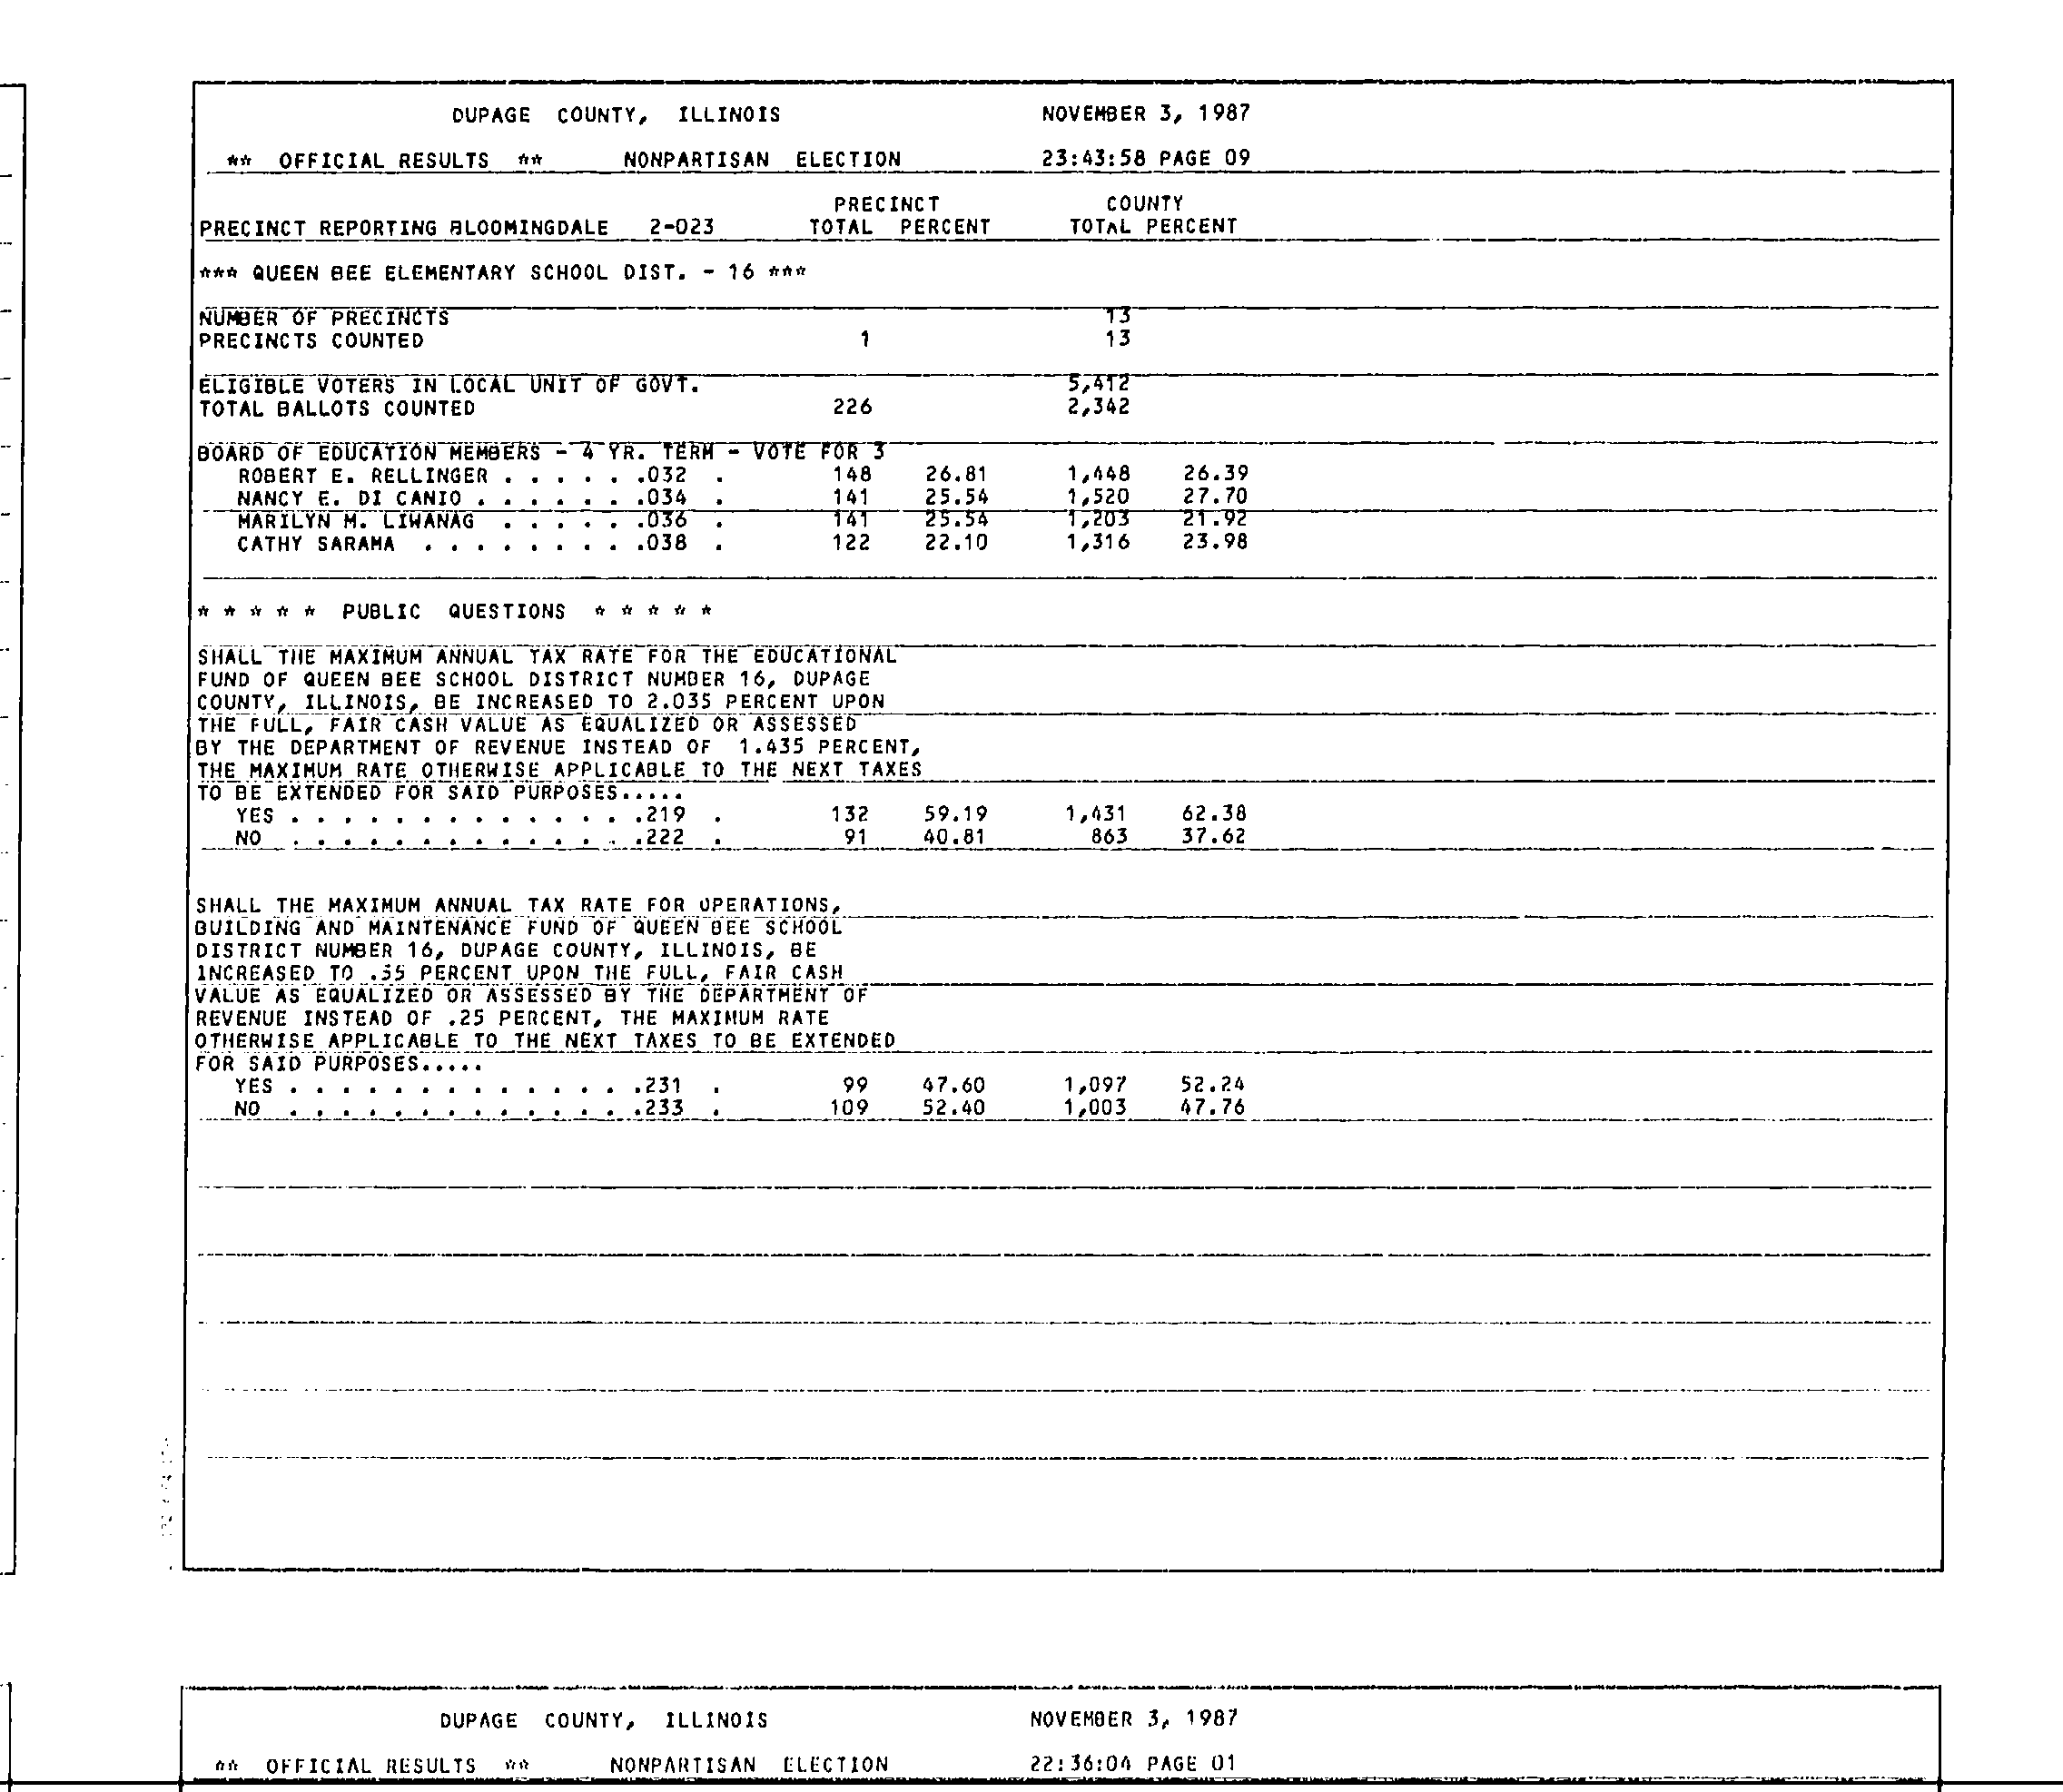 DUPAGE COUNTY, ILLINOIS NOVEMBER 3, 1987
** OFFICIAL RESULTS ** NONPARTISAN ELECTION 23:43:58 PAGE 09
PRECINCT COUNTY
PRECINCT REPORTING BLOOMINGDALE 2-023 TOTAL PERCENT TOTAL PERCENT
*** QUEEN BEE ELEMENTARY SCHOOL DIST. - 16 ***
NUMBER OF PRECINCTS 13
PRECINCTS COUNTED 1 13
ELIGIBLE VOTERS IN LOCAL UNIT OF GOVT. 5,412
TOTAL BALLOTS COUNTED 226 2,342
BOARD OF EDUCATION MEMBERS - 4 YR. TERM - VOTE FOR 3
ROBERT E. RELLINGER . . . . . .032 . 148 26.81 1,448 26.39
NANCY E. DI CANIO . . . . . . .034 . 141 25.54 1,520 27.70
MARILYN M. LIWANAG . . . . . .036 . 141 25.54 1,203 21.92
CATHY SARAMA . . . . . . . . .038 . 122 22.10 1,316 23.98
* * * * * PUBLIC QUESTIONS * * * * *
SHALL THE MAXIMUM ANNUAL TAX RATE FOR THE EDUCATIONAL
FUND OF QUEEN BEE SCHOOL DISTRICT NUMBER 16, DUPAGE
COUNTY, ILLINOIS, BE INCREASED TO 2.035 PERCENT UPON
THE FULL, FAIR CASH VALUE AS EQUALIZED OR ASSESSED
BY THE DEPARTMENT OF REVENUE INSTEAD OF 1.435 PERCENT,
THE MAXIMUM RATE OTHERWISE APPLICABLE TO THE NEXT TAXES
TO BE EXTENDED FOR SAID PURPOSES.....
YES . . . . . . . . . . . . . .219 . 132 59.19 1,431 62.38
NO . . . . . . . . . . . . . .222 . 91 40.81 863 37.62
SHALL THE MAXIMUM ANNUAL TAX RATE FOR OPERATIONS,
BUILDING AND MAINTENANCE FUND OF QUEEN BEE SCHOOL
DISTRICT NUMBER 16, DUPAGE COUNTY, ILLINOIS, BE
INCREASED TO .35 PERCENT UPON THE FULL, FAIR CASH
VALUE AS EQUALIZED OR ASSESSED BY THE DEPARTMENT OF
REVENUE INSTEAD OF .25 PERCENT, THE MAXIMUM RATE
OTHERWISE APPLICABLE TO THE NEXT TAXES TO BE EXTENDED
FOR SAID PURPOSES.....
YES . . . . . . . . . . . . . .231 . 99 47.60 1,097 52.24
NO . . . . . . . . . . . . . .233 . 109 52.40 1,003 47.76
DUPAGE COUNTY, ILLINOIS NOVEMBER 3, 1987
** OFFICIAL RESULTS ** NONPARTISAN ELECTION 22:36:04 PAGE 01